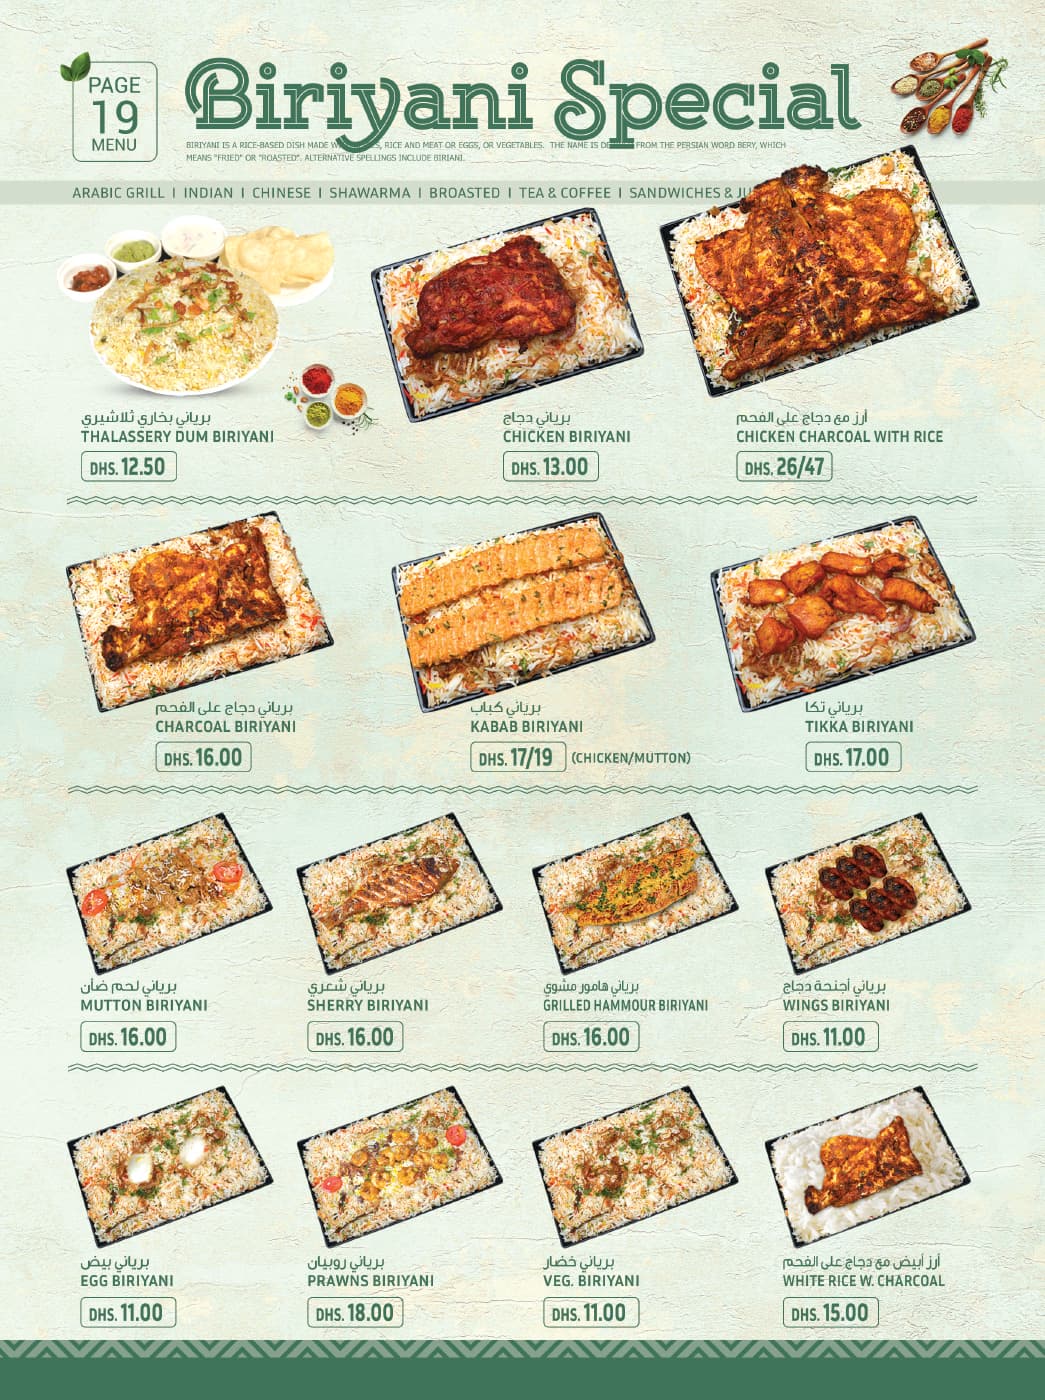 PAGE
19
MENU
Biriyani Special
BIRIYANI IS A RICE-BASED DISH MADE RICE AND MEAT OR EGGS, OR VEGETABLES. THE NAME IS FROM THE PERSIAN WORD BERY, WHICH
MEANS "FRIED" OR "ROASTED". ALTERNATIVE SPELLINGS INCLUDE BIRIANI.
ARABIC GRILL I INDIAN I CHINESE I SHAWARMA I BROASTED I TEA & COFFEE I SANDWICHES &
برياني بخاري ثلاشيري
THALASSERY DUM BIRIYANI
DHS. 12.50
برياني دجاج
CHICKEN BIRIYANI
DHS. 13.00
أرز مع دجاج على الفحم
CHICKEN CHARCOAL WITH RICE
DHS. 26/47
برياني دجاج على الفحم
CHARCOAL BIRIYANI
DHS. 16.00
برياني كباب
KABAB BIRIYANI
DHS. 17/19 (CHICKEN/MUTTON)
برياني تكا
TIKKA BIRIYANI
DHS. 17.00
برياني لحم ضأن
MUTTON BIRIYANI
DHS. 16.00
برياني شعري
SHERRY BIRIYANI
DHS. 16.00
برياني هامور مشوي
GRILLED HAMMOUR BIRIYANI
DHS. 16.00
برياني أجنحة دجاج
WINGS BIRIYANI
DHS. 11.00
برياني بيض
EGG BIRIYANI
DHS. 11.00
برياني روبيان
PRAWNS BIRIYANI
DHS. 18.00
برياني خضار
VEG. BIRIYANI
DHS. 11.00
أرز أبيض مع دجاج على الفحم
WHITE RICE W. CHARCOAL
DHS. 15.00